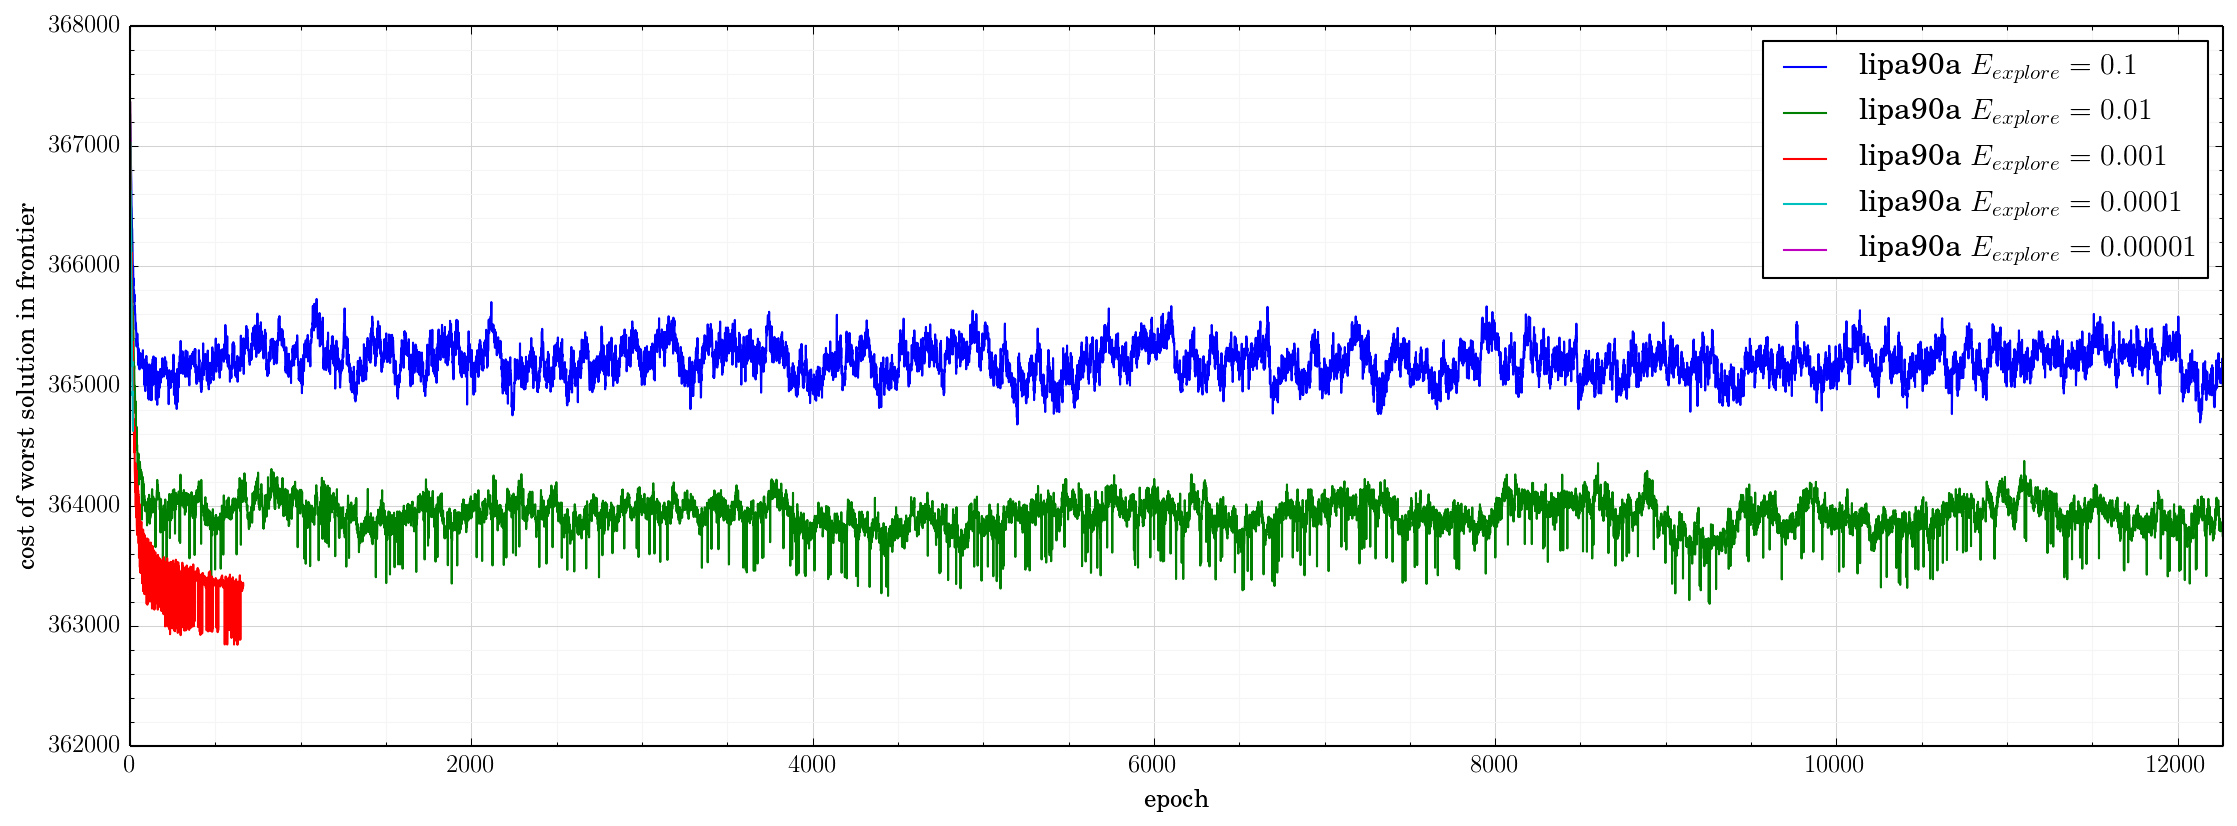 368000
367000
366000
365000
364000
363000
362000
cost of worst solution in frontier
lipa90a E_explore = 0.1
lipa90a E_explore = 0.01
lipa90a E_explore = 0.001
lipa90a E_explore = 0.0001
lipa90a E_explore = 0.00001
0 2000 4000 6000 8000 10000 12000
epoch